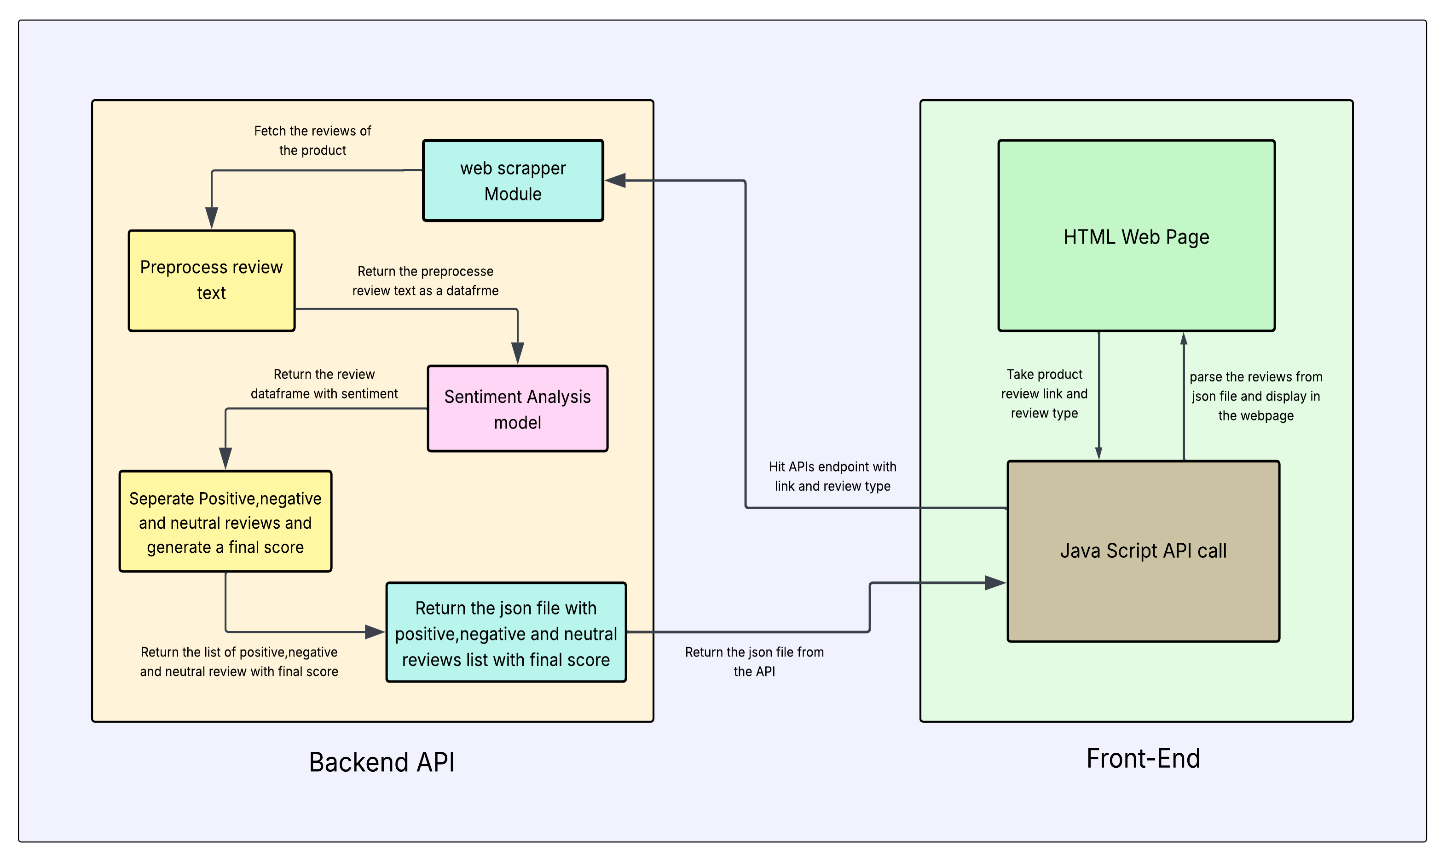 Fetch the reviews of
the product
web scrapper
Module
Preprocess review
text
Return the preprocesse
review text as a datafrme
Sentiment Analysis
model
Return the review
dataframe with sentiment
Seperate Positive,negative
and neutral reviews and
generate a final score
Return the list of positive,negative
and neutral review with final score
Return the json file with
positive,negative and neutral
reviews list with final score
Backend API
Hit APIs endpoint with
link and review type
Return the json file from
the API
HTML Web Page
Take product
review link and
review type
parse the reviews from
json file and display in
the webpage
Java Script API call
Front-End